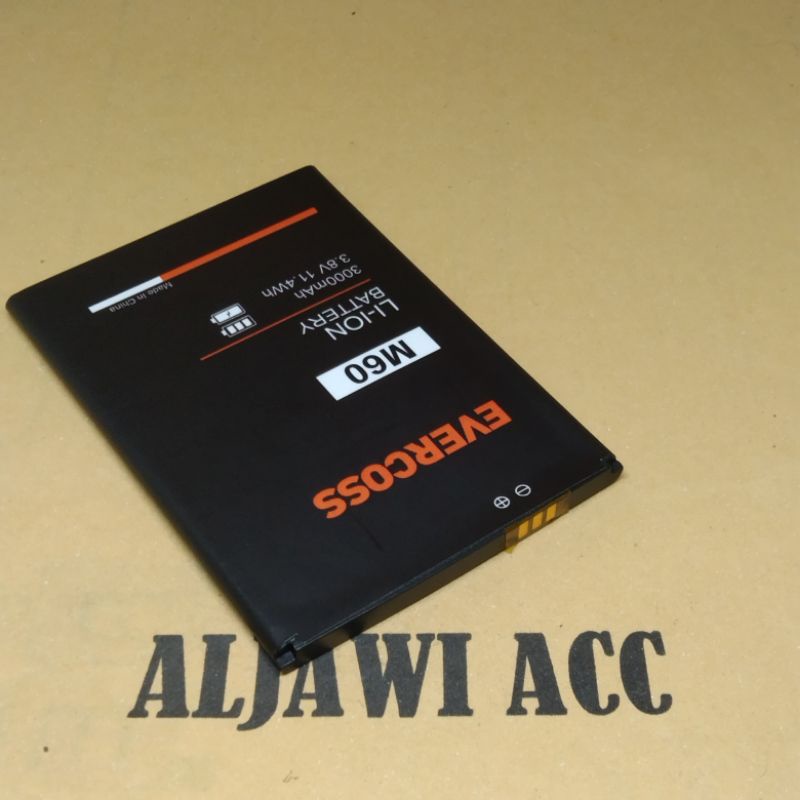 EVERCOSS
M60
LI-ION
BATTERY
3000mAh
3.8V 11.4Wh
Made in China
ALJAWI ACC